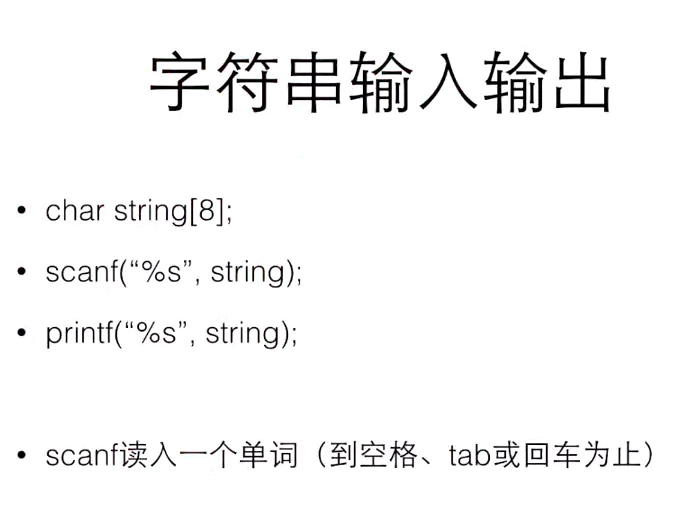 字符串输入输出
• char string[8];
• scanf(“%s”, string);
• printf(“%s”, string);
• scanf读入一个单词（到空格、tab或回车为止）